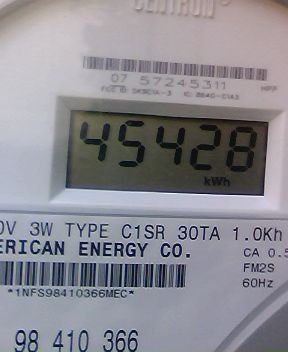 CENTRON
07 57245311
45428
kWh
0V 3W TYPE C1SR 30TA 1.0Kh
ERICAN ENERGY CO.
CA 0.5
FM2S
60Hz
*1NFS98410366MEC*
98 410 366